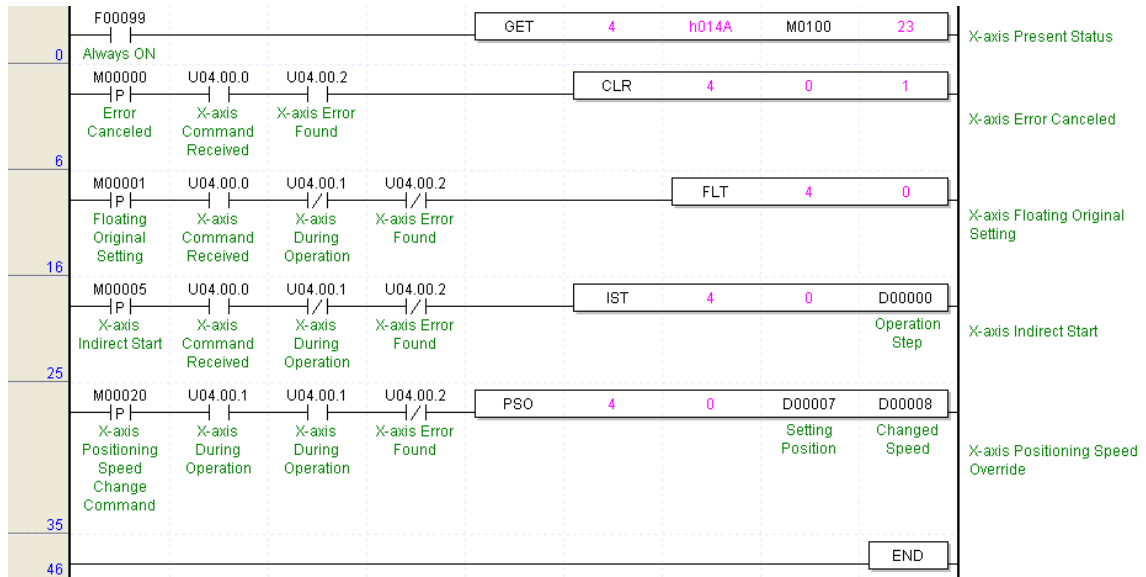 F00099
GET 4 h014A M0100 23
X-axis Present Status
0 Always ON
M00000 U04.00.0 U04.00.2
P
CLR 4 0 1
Error X-axis X-axis Error
Canceled Command Found
Received
X-axis Error Canceled
6
M00001 U04.00.0 U04.00.1 U04.00.2
P
FLT 4 0
Floating X-axis X-axis X-axis Error
Original Command During Found
Setting Received Operation
X-axis Floating Original
Setting
16
M00005 U04.00.0 U04.00.1 U04.00.2
P
IST 4 0 D00000
X-axis X-axis X-axis X-axis Error Operation
Indirect Start Command During Found Step
Received Operation
X-axis Indirect Start
25
M00020 U04.00.1 U04.00.1 U04.00.2
P
PSO 4 0 D00007 D00008
X-axis X-axis X-axis X-axis Error Setting Changed
Positioning During During Found Position Speed
Speed Operation Operation
Change
Command
X-axis Positioning Speed
Override
35
END
46